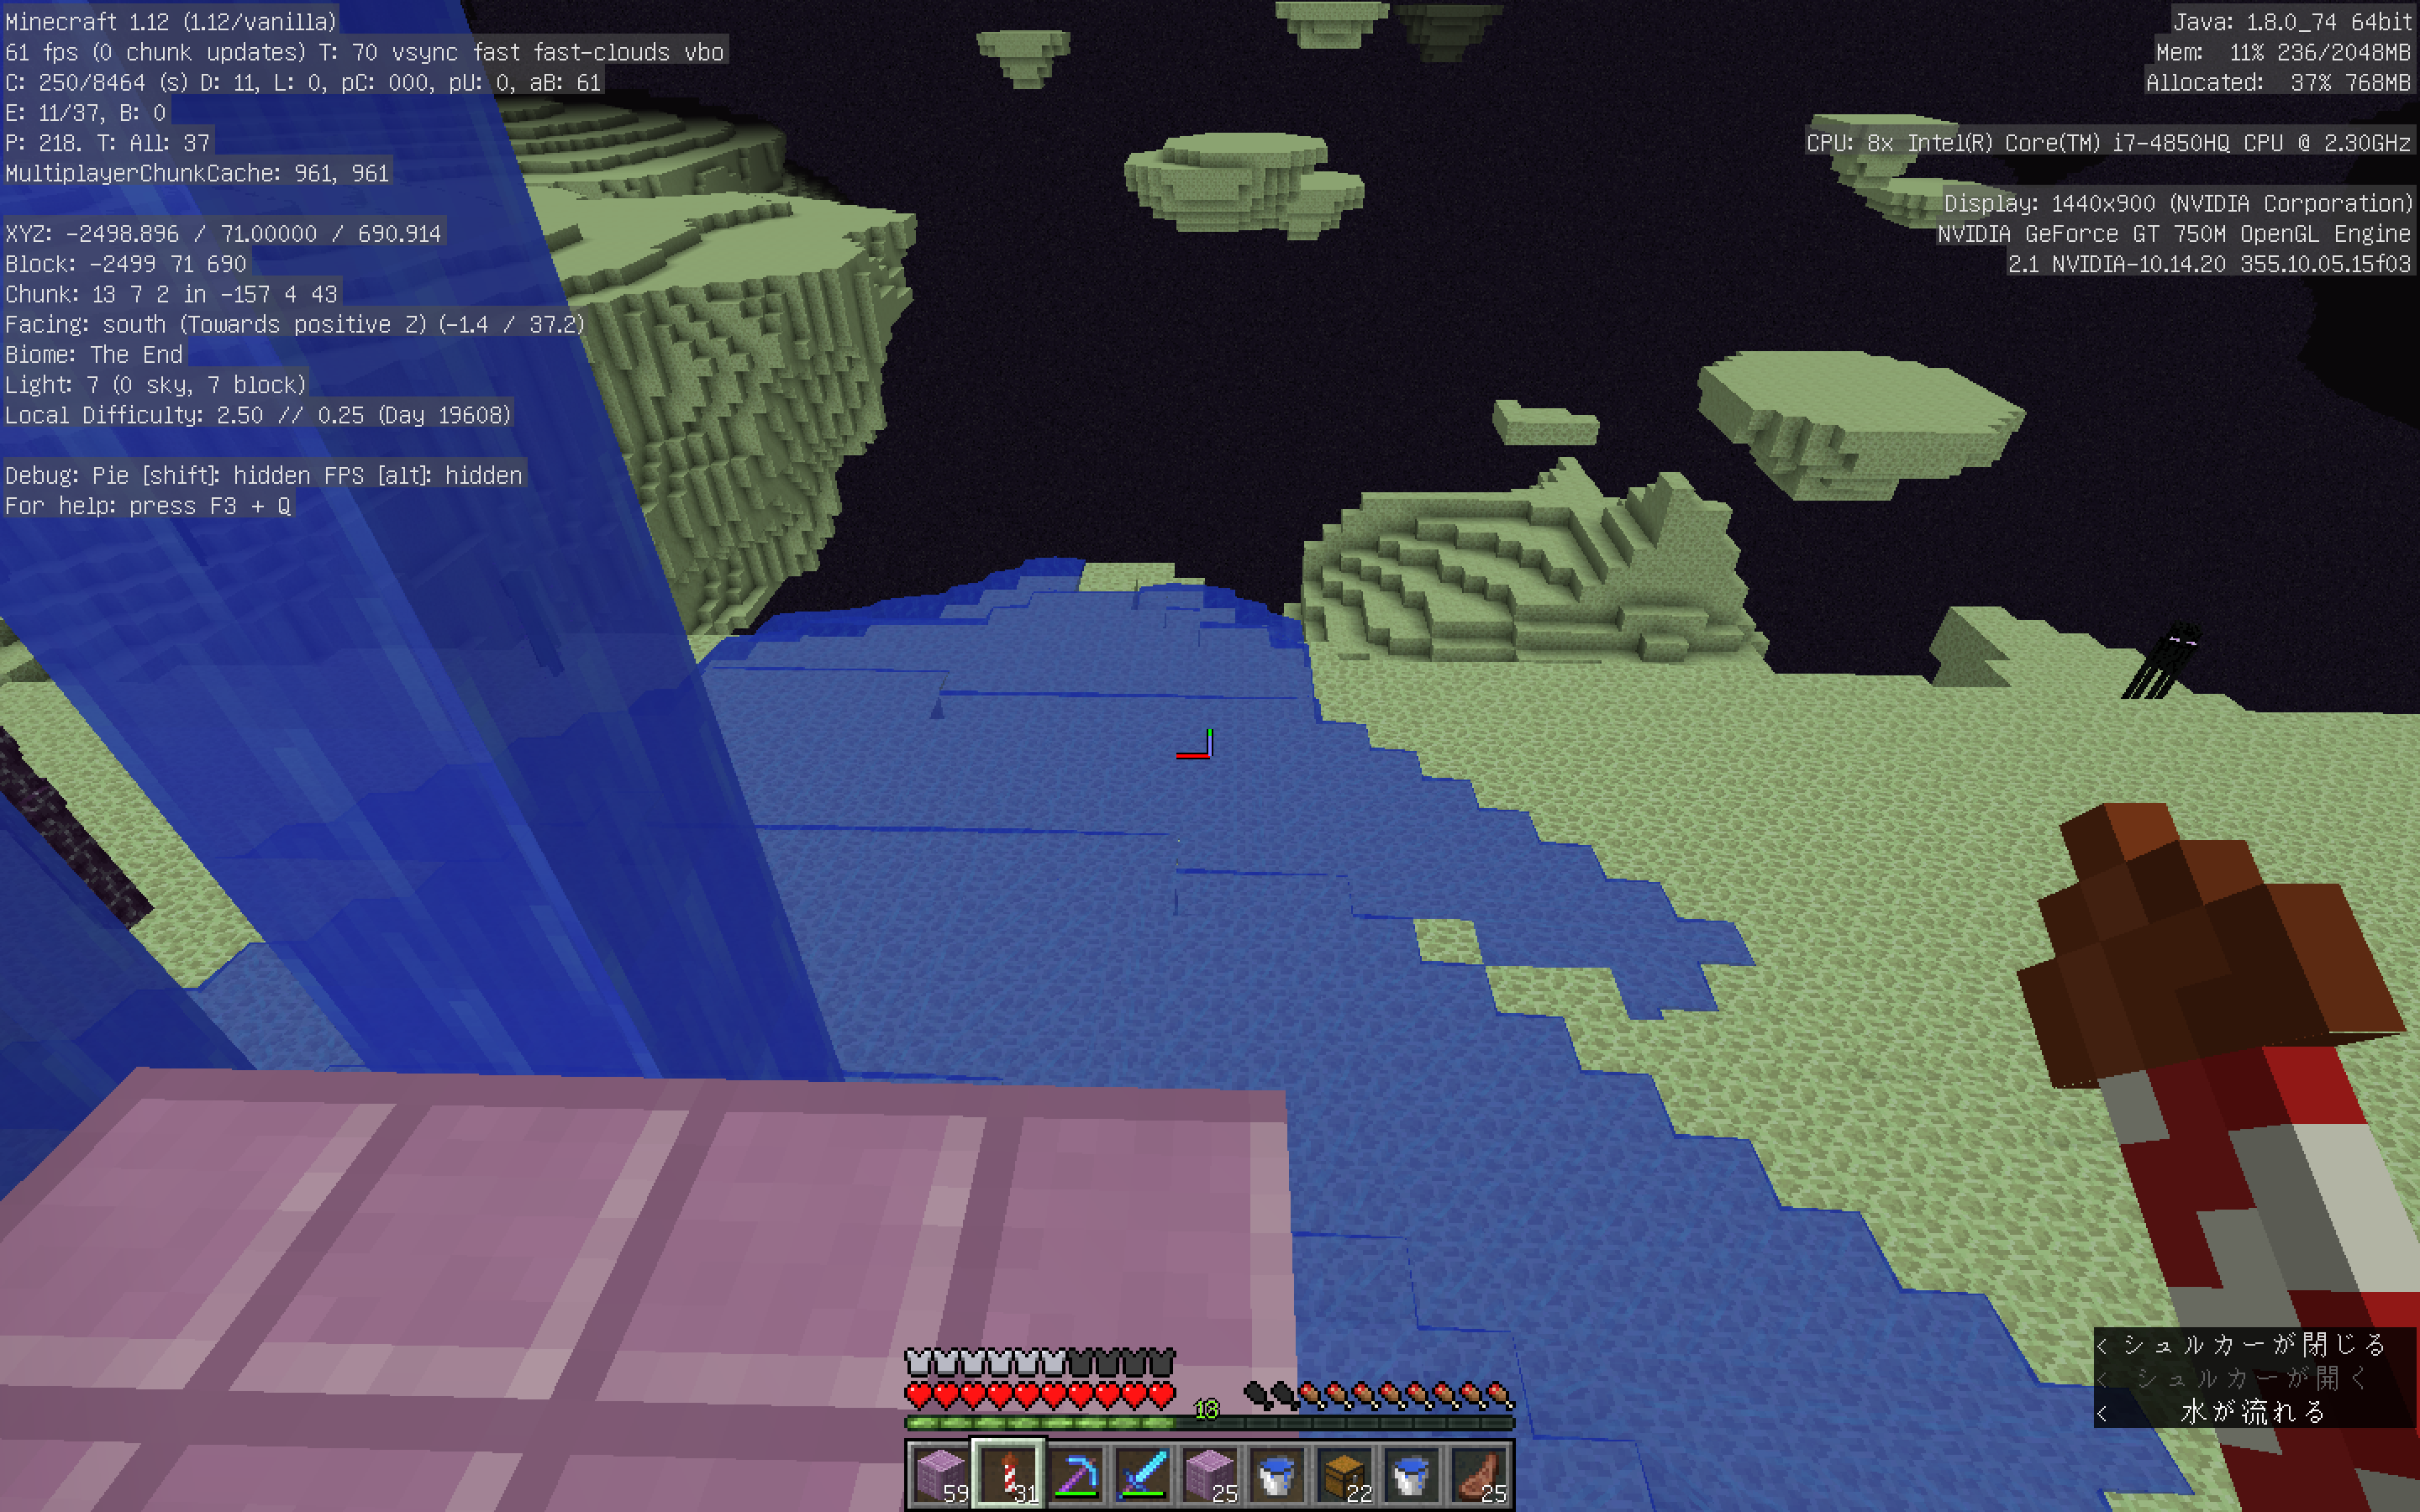 Minecraft 1.12 (1.12/vanilla)
61 fps (0 chunk updates) T: 70 vsync fast fast-clouds vbo
C: 250/8464 (s) D: 11, L: 0, pC: 000, pU: 0, aB: 61
E: 11/37, B: 0
P: 218. T: All: 37
MultiplayerChunkCache: 961, 961
XYZ: -2498.896 / 71.00000 / 690.914
Block: -2499 71 690
Chunk: 13 7 2 in -157 4 43
Facing: south (Towards positive Z) (-1.4 / 37.2)
Biome: The End
Light: 7 (0 sky, 7 block)
Local Difficulty: 2.50 // 0.25 (Day 19608)
Debug: Pie [shift]: hidden FPS [alt]: hidden
For help: press F3 + Q
Java: 1.8.0_74 64bit
Mem: 11% 236/2048MB
Allocated: 37% 768MB
CPU: 8x Intel(R) Core(TM) i7-4850HQ CPU @ 2.30GHz
Display: 1440x900 (NVIDIA Corporation)
NVIDIA GeForce GT 750M OpenGL Engine
2.1 NVIDIA-10.14.20 355.10.05.15f03
< シュルカーが閉じる
< シュルカーが開く
< 水が流れる
18
59 31 25 22 25